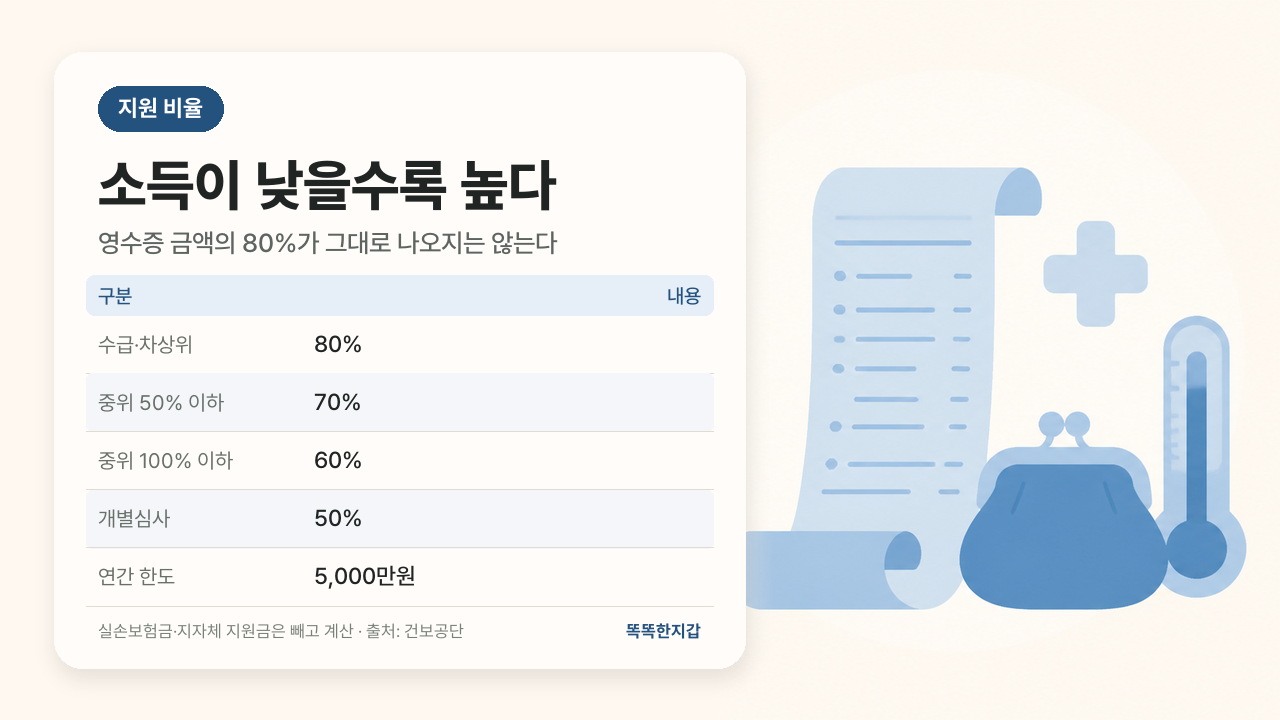 지원 비율
소득이 낮을수록 높다
영수증 금액의 80%가 그대로 나오지는 않는다
구분 내용
수급·차상위 80%
중위 50% 이하 70%
중위 100% 이하 60%
개별심사 50%
연간 한도 5,000만원
실손보험금·지자체 지원금은 빼고 계산 · 출처: 건보공단 똑똑한지갑